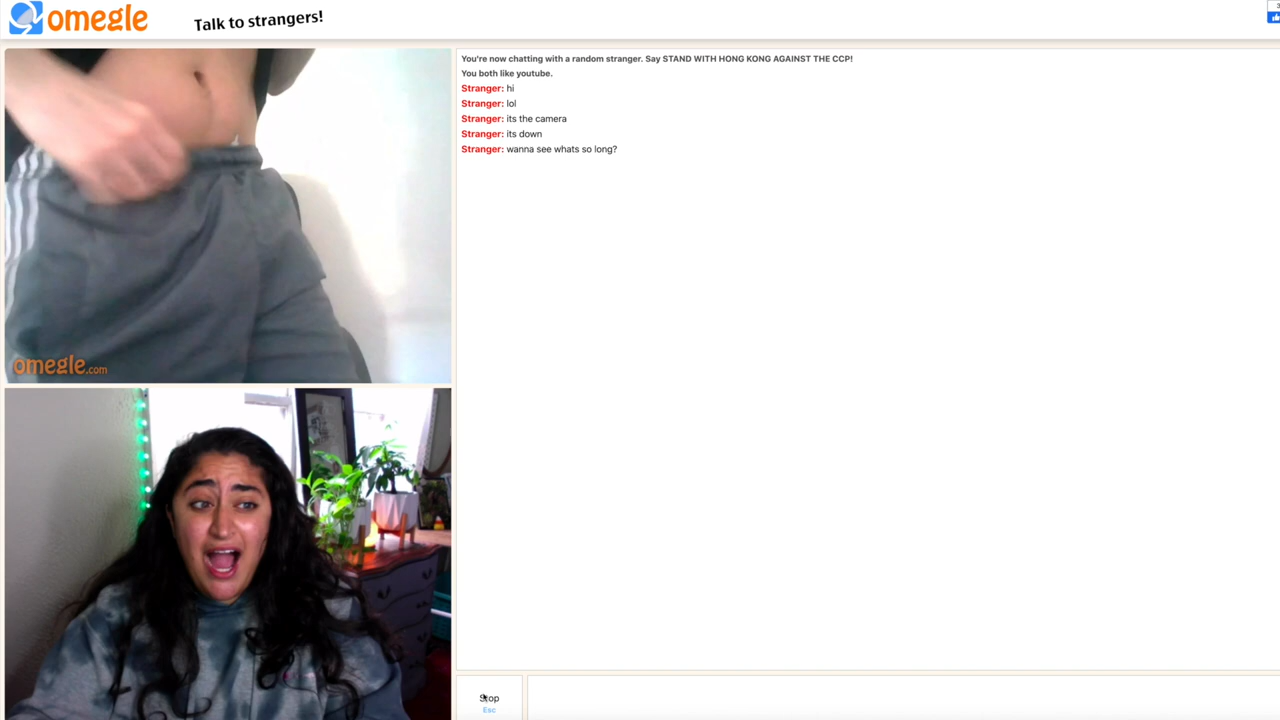 omegle
Talk to strangers!
You're now chatting with a random stranger. Say STAND WITH HONG KONG AGAINST THE CCP!
You both like youtube.
Stranger: hi
Stranger: lol
Stranger: its the camera
Stranger: its down
Stranger: wanna see whats so long?
omegle.com
Stop
Esc